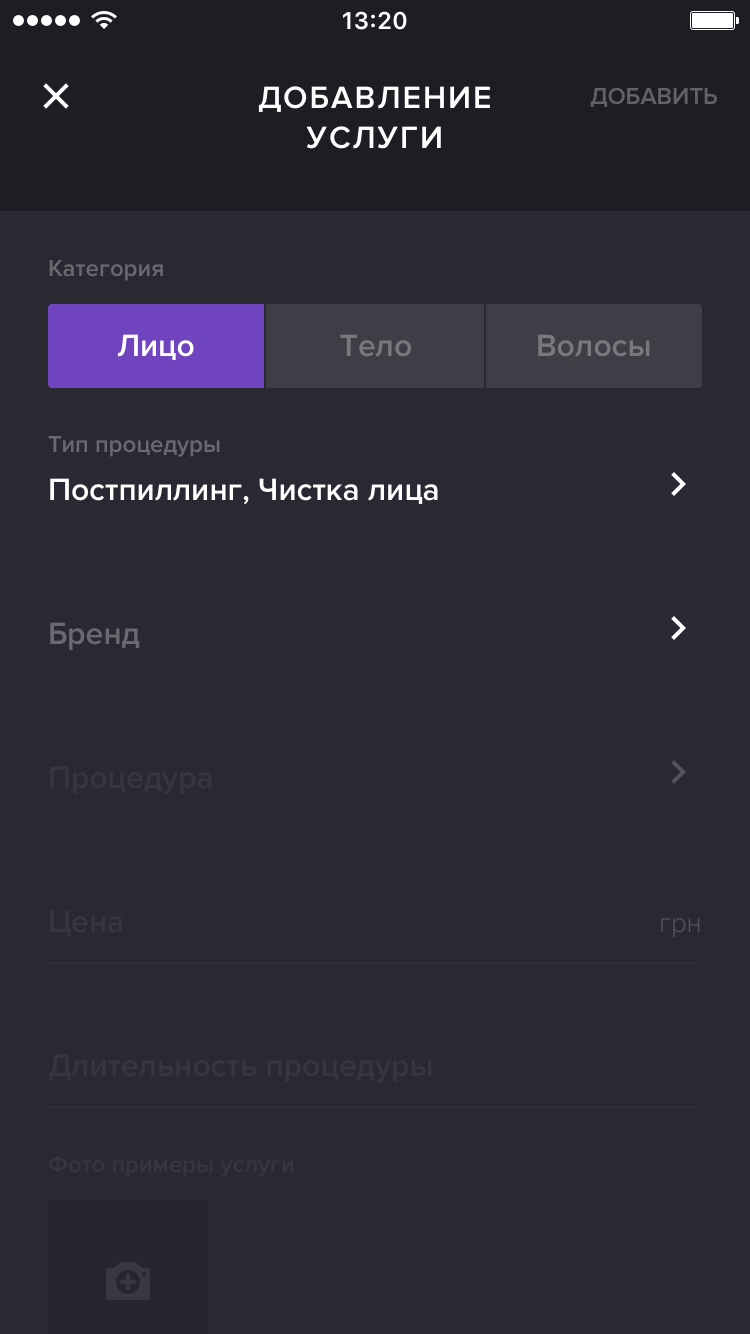 13:20
ДОБАВЛЕНИЕ
УСЛУГИ
ДОБАВИТЬ
Категория
Лицо Тело Волосы
Тип процедуры
Постпиллинг, Чистка лица
Бренд
Процедура
Цена грн
Длительность процедуры
Фото примеры услуги